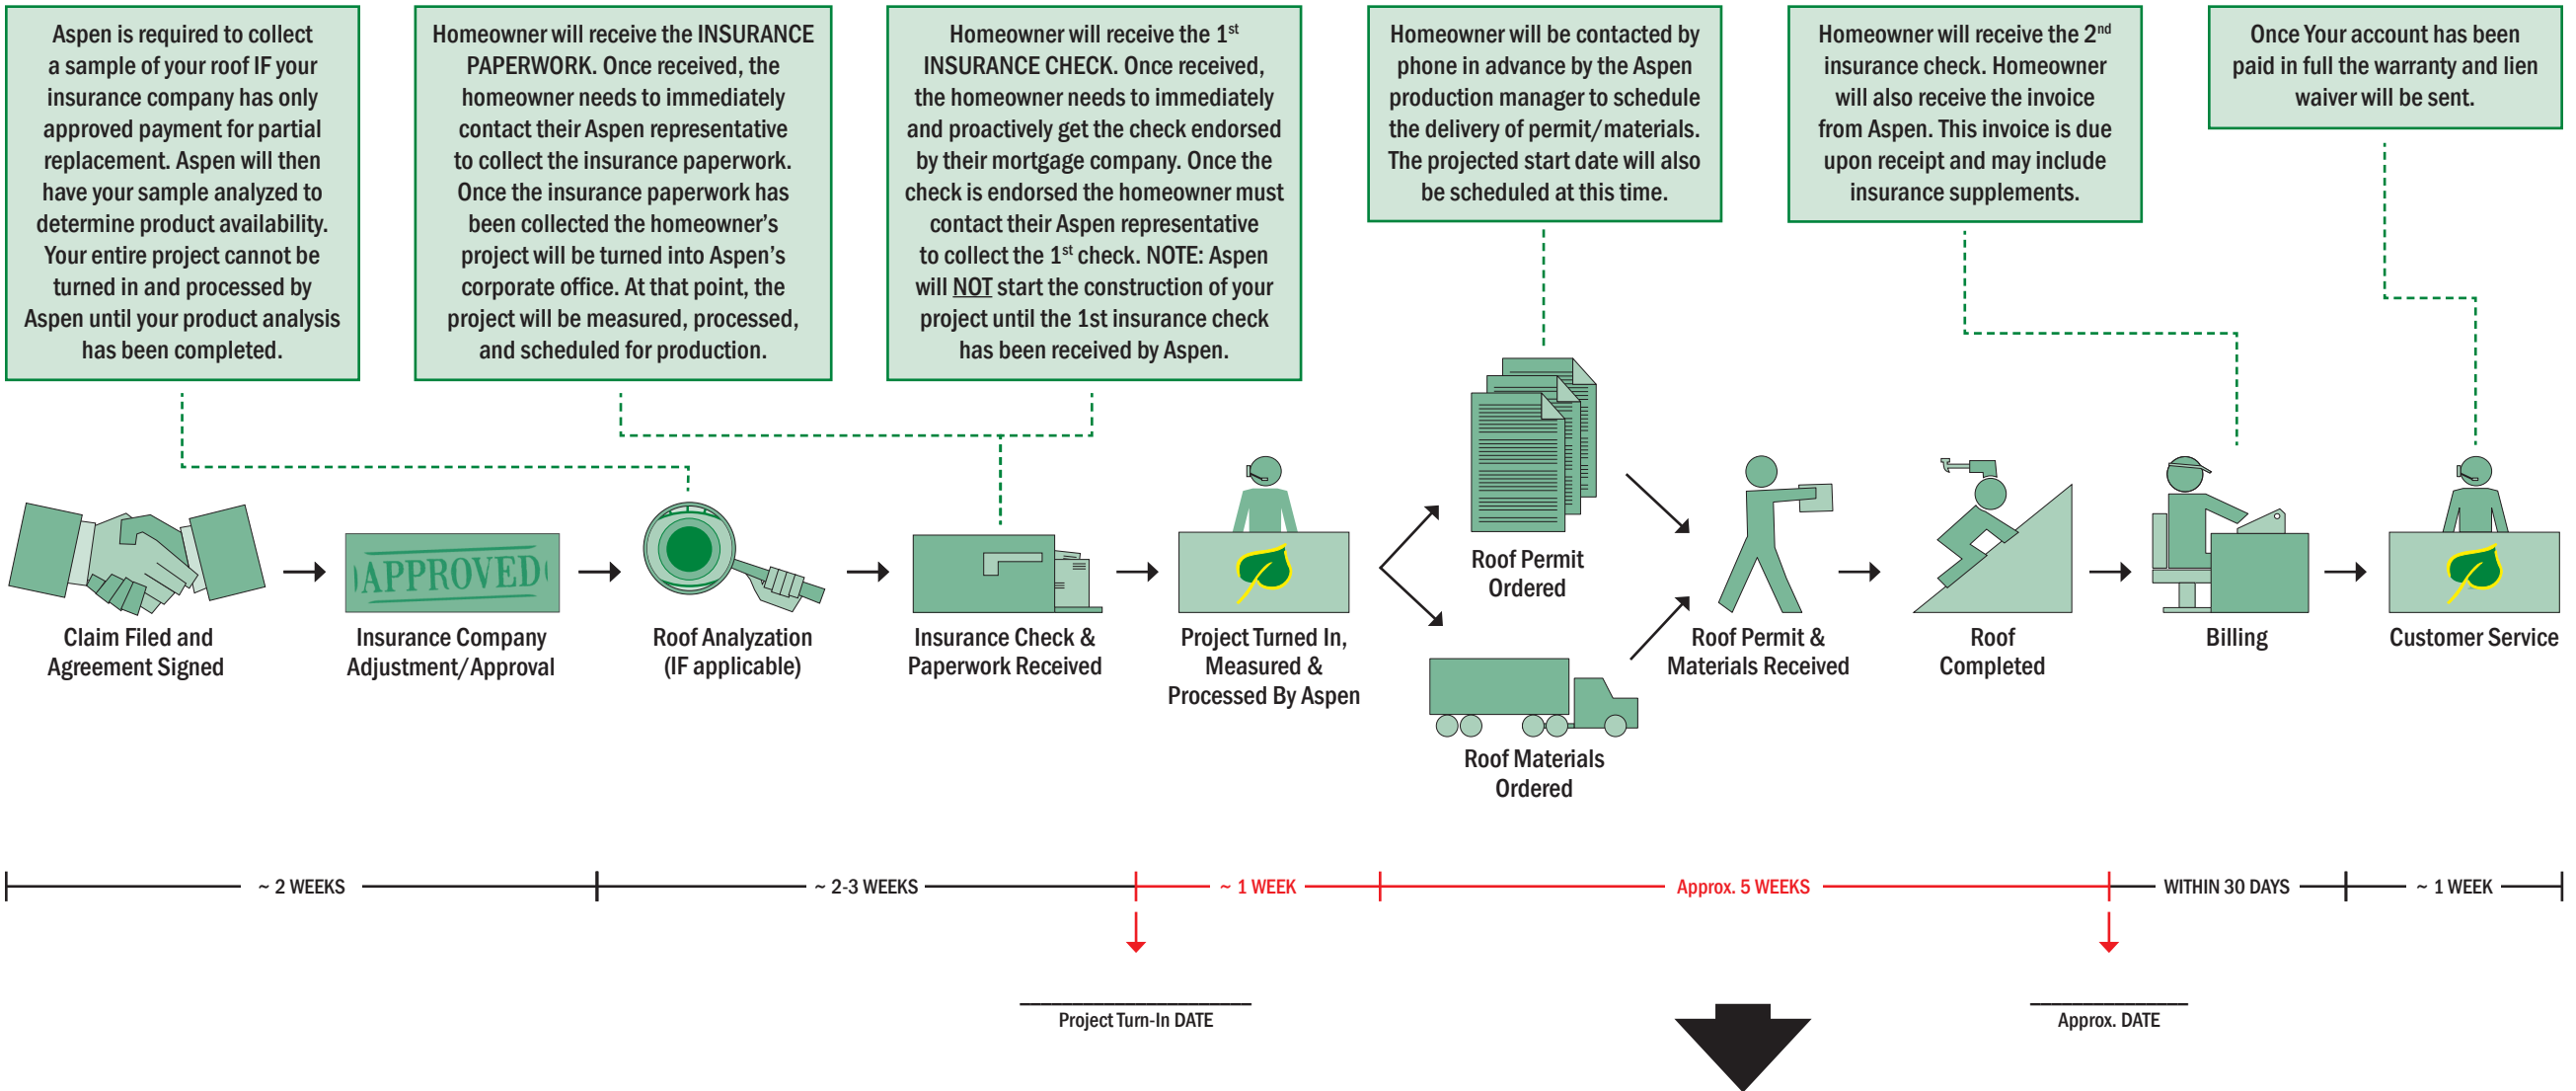 Aspen is required to collect
a sample of your roof IF your
insurance company has only
approved payment for partial
replacement. Aspen will then
have your sample analyzed to
determine product availability.
Your entire project cannot be
turned in and processed by
Aspen until your product analysis
has been completed.
Homeowner will receive the INSURANCE
PAPERWORK. Once received, the
homeowner needs to immediately
contact their Aspen representative
to collect the insurance paperwork.
Once the insurance paperwork has
been collected the homeowner's
project will be turned into Aspen's
corporate office. At that point, the
project will be measured, processed,
and scheduled for production.
Homeowner will receive the 1st
INSURANCE CHECK. Once received,
the homeowner needs to immediately
and proactively get the check endorsed
by their mortgage company. Once the
check is endorsed the homeowner must
contact their Aspen representative
to collect the 1st check. NOTE: Aspen
will NOT start the construction of your
project until the 1st insurance check
has been received by Aspen.
Homeowner will be contacted by
phone in advance by the Aspen
production manager to schedule
the delivery of permit/materials.
The projected start date will also
be scheduled at this time.
Homeowner will receive the 2nd
insurance check. Homeowner
will also receive the invoice
from Aspen. This invoice is due
upon receipt and may include
insurance supplements.
Once Your account has been
paid in full the warranty and lien
waiver will be sent.
Claim Filed and
Agreement Signed
APPROVED
Insurance Company
Adjustment/Approval
Roof Analyzation
(IF applicable)
Insurance Check &
Paperwork Received
Project Turned In,
Measured &
Processed By Aspen
Roof Permit
Ordered
Roof Materials
Ordered
Roof Permit &
Materials Received
Roof
Completed
Billing
Customer Service
~ 2 WEEKS
~ 2-3 WEEKS
~ 1 WEEK
Approx. 5 WEEKS
WITHIN 30 DAYS
~ 1 WEEK
Project Turn-In DATE
Approx. DATE